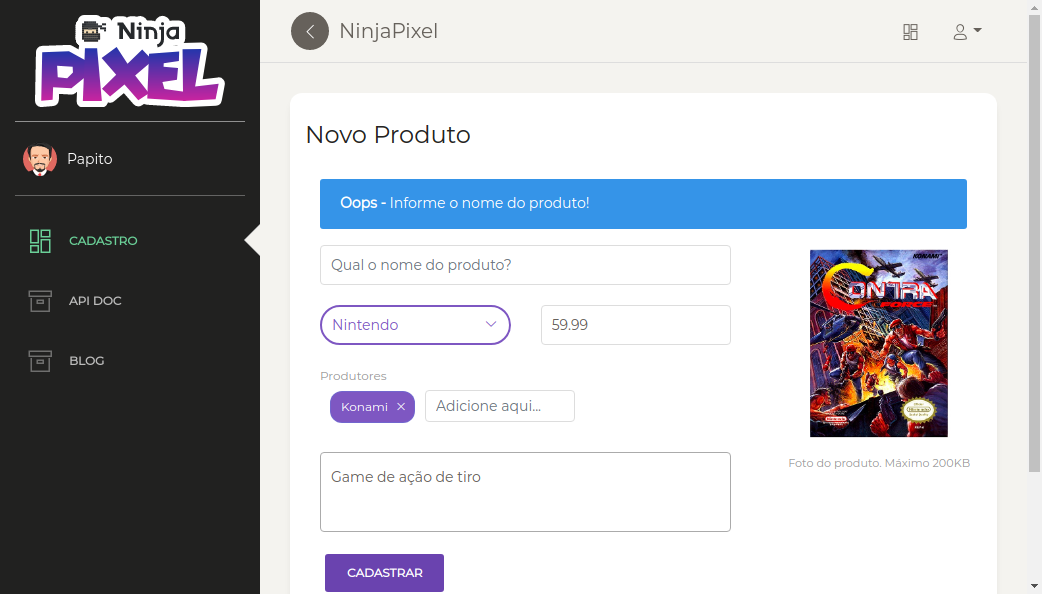 Ninja
PIXEL
NinjaPixel
Papito
CADASTRO
API DOC
BLOG
Novo Produto
Oops - Informe o nome do produto!
Qual o nome do produto?
Nintendo
59.99
Produtores
Konami ×
Adicione aqui...
Game de ação de tiro
CADASTRAR
KONAMI
CONTRA
FORCE
Foto do produto. Máximo 200KB